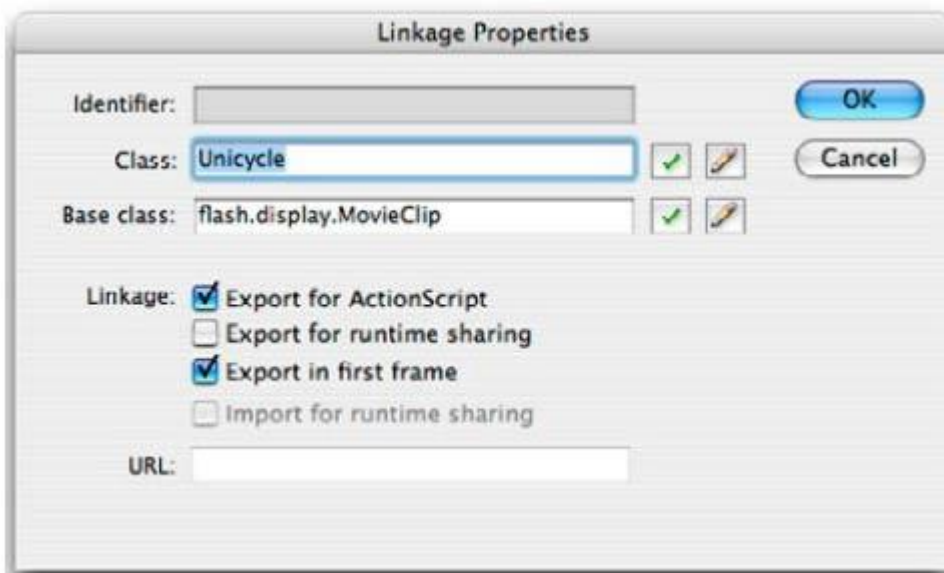 Linkage Properties
Identifier:
OK
Class: Unicycle
Cancel
Base class: flash.display.MovieClip
Linkage: Export for ActionScript
Export for runtime sharing
Export in first frame
Import for runtime sharing
URL: